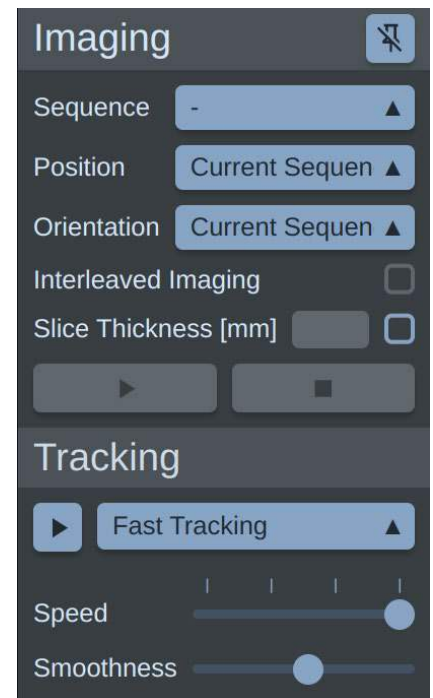 Imaging
Sequence -
Position Current Sequen
Orientation Current Sequen
Interleaved Imaging
Slice Thickness [mm]
Tracking
Fast Tracking
Speed
Smoothness